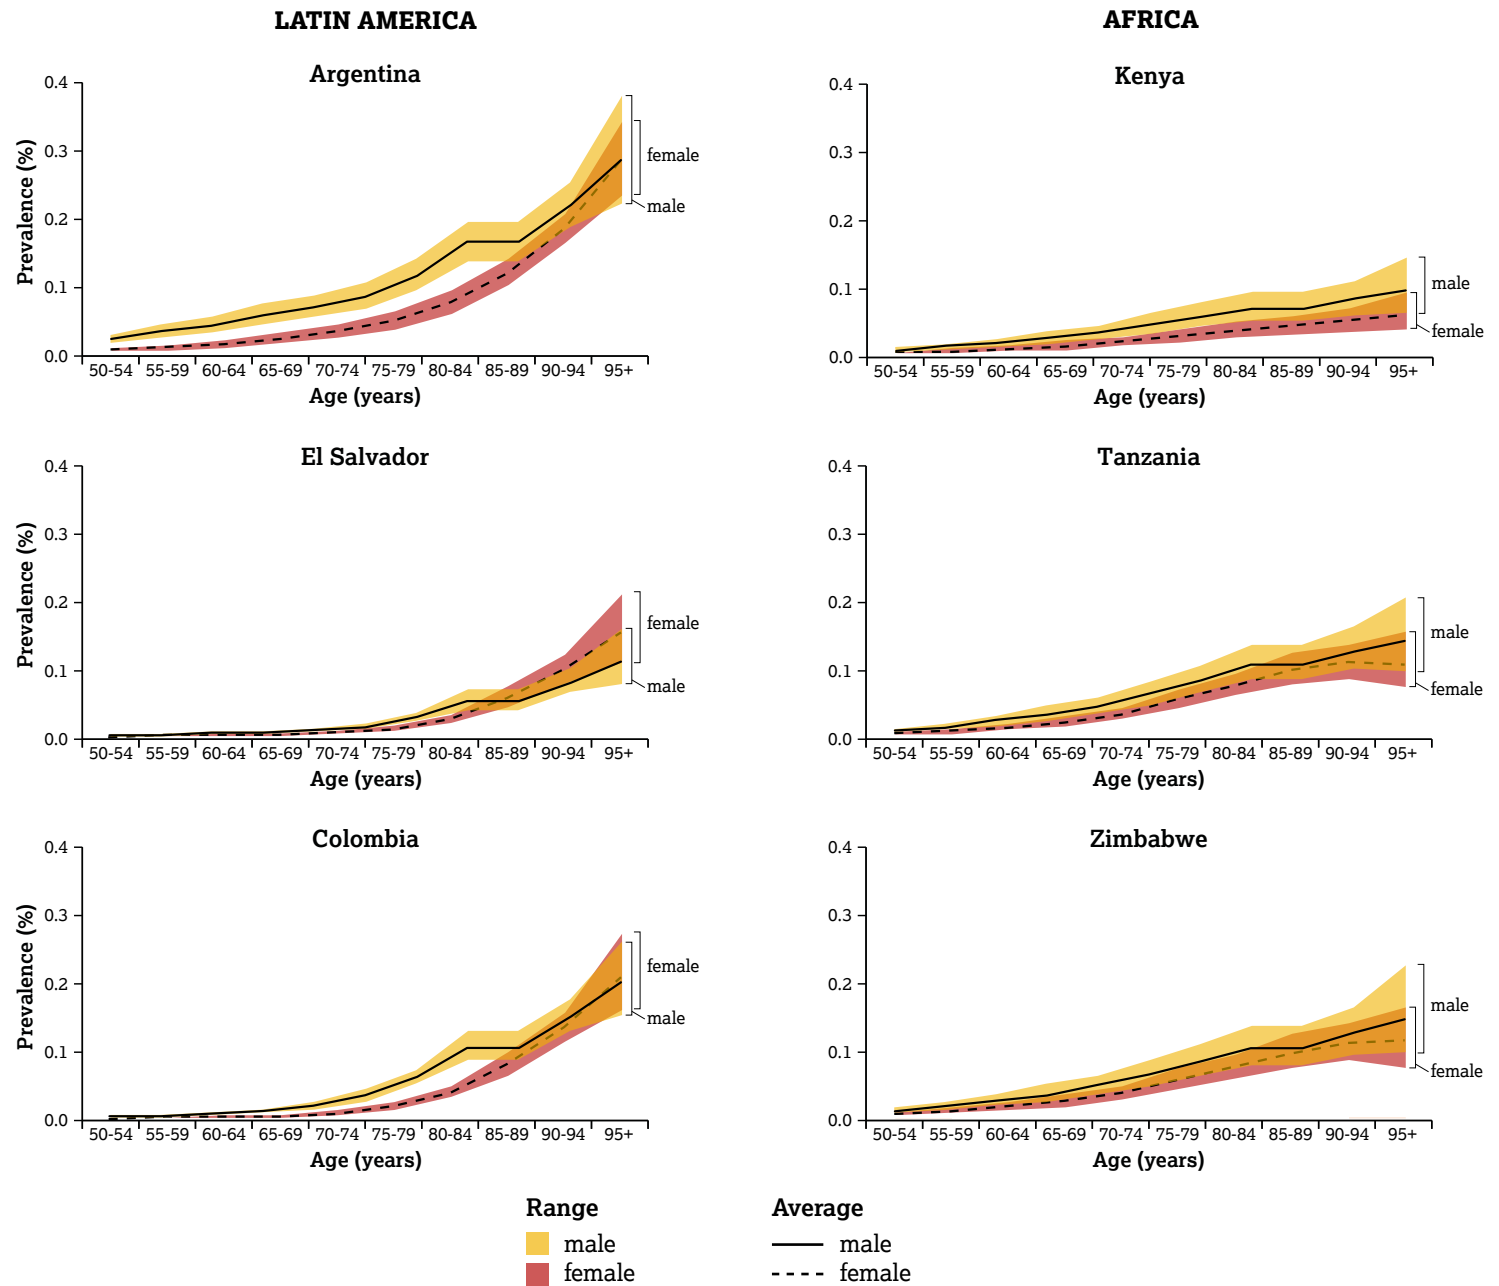 LATIN AMERICA
Argentina
Prevalence (%)
0.4
0.3
0.2
0.1
0.0
female
male
50-54 55-59 60-64 65-69 70-74 75-79 80-84 85-89 90-94 95+
Age (years)
El Salvador
Prevalence (%)
0.4
0.3
0.2
0.1
0.0
female
male
50-54 55-59 60-64 65-69 70-74 75-79 80-84 85-89 90-94 95+
Age (years)
Colombia
Prevalence (%)
0.4
0.3
0.2
0.1
0.0
female
male
50-54 55-59 60-64 65-69 70-74 75-79 80-84 85-89 90-94 95+
Age (years)
AFRICA
Kenya
0.4
0.3
0.2
0.1
0.0
male
female
50-54 55-59 60-64 65-69 70-74 75-79 80-84 85-89 90-94 95+
Age (years)
Tanzania
0.4
0.3
0.2
0.1
0.0
male
female
50-54 55-59 60-64 65-69 70-74 75-79 80-84 85-89 90-94 95+
Age (years)
Zimbabwe
0.4
0.3
0.2
0.1
0.0
male
female
50-54 55-59 60-64 65-69 70-74 75-79 80-84 85-89 90-94 95+
Age (years)
Range
male
female
Average
male
female